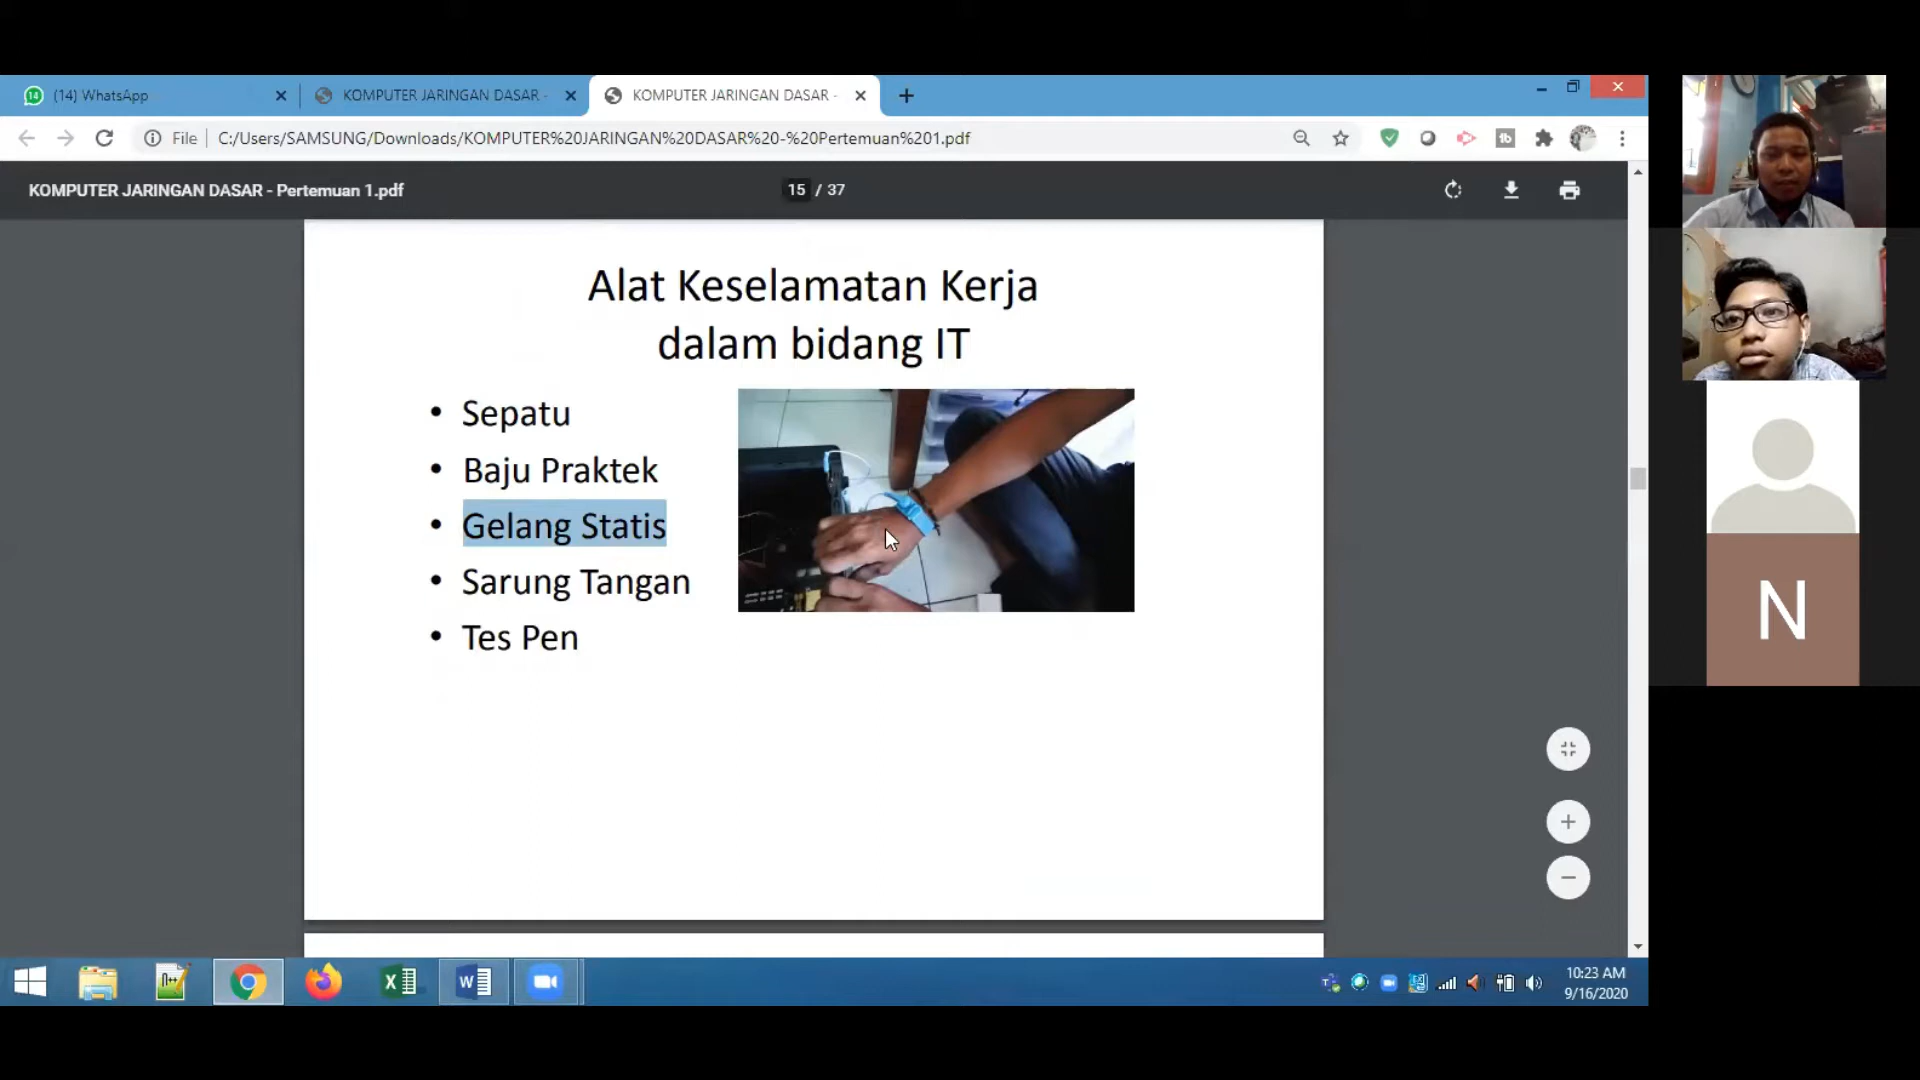 (14) WhatsApp
KOMPUTER JARINGAN DASAR -
KOMPUTER JARINGAN DASAR -
File
C:/Users/SAMSUNG/Downloads/KOMPUTER%20JARINGAN%20DASAR%20-%20Pertemuan%201.pdf
KOMPUTER JARINGAN DASAR - Pertemuan 1.pdf
15 / 37
Alat Keselamatan Kerja
dalam bidang IT
• Sepatu
• Baju Praktek
• Gelang Statis
• Sarung Tangan
• Tes Pen
N
10:23 AM
9/16/2020